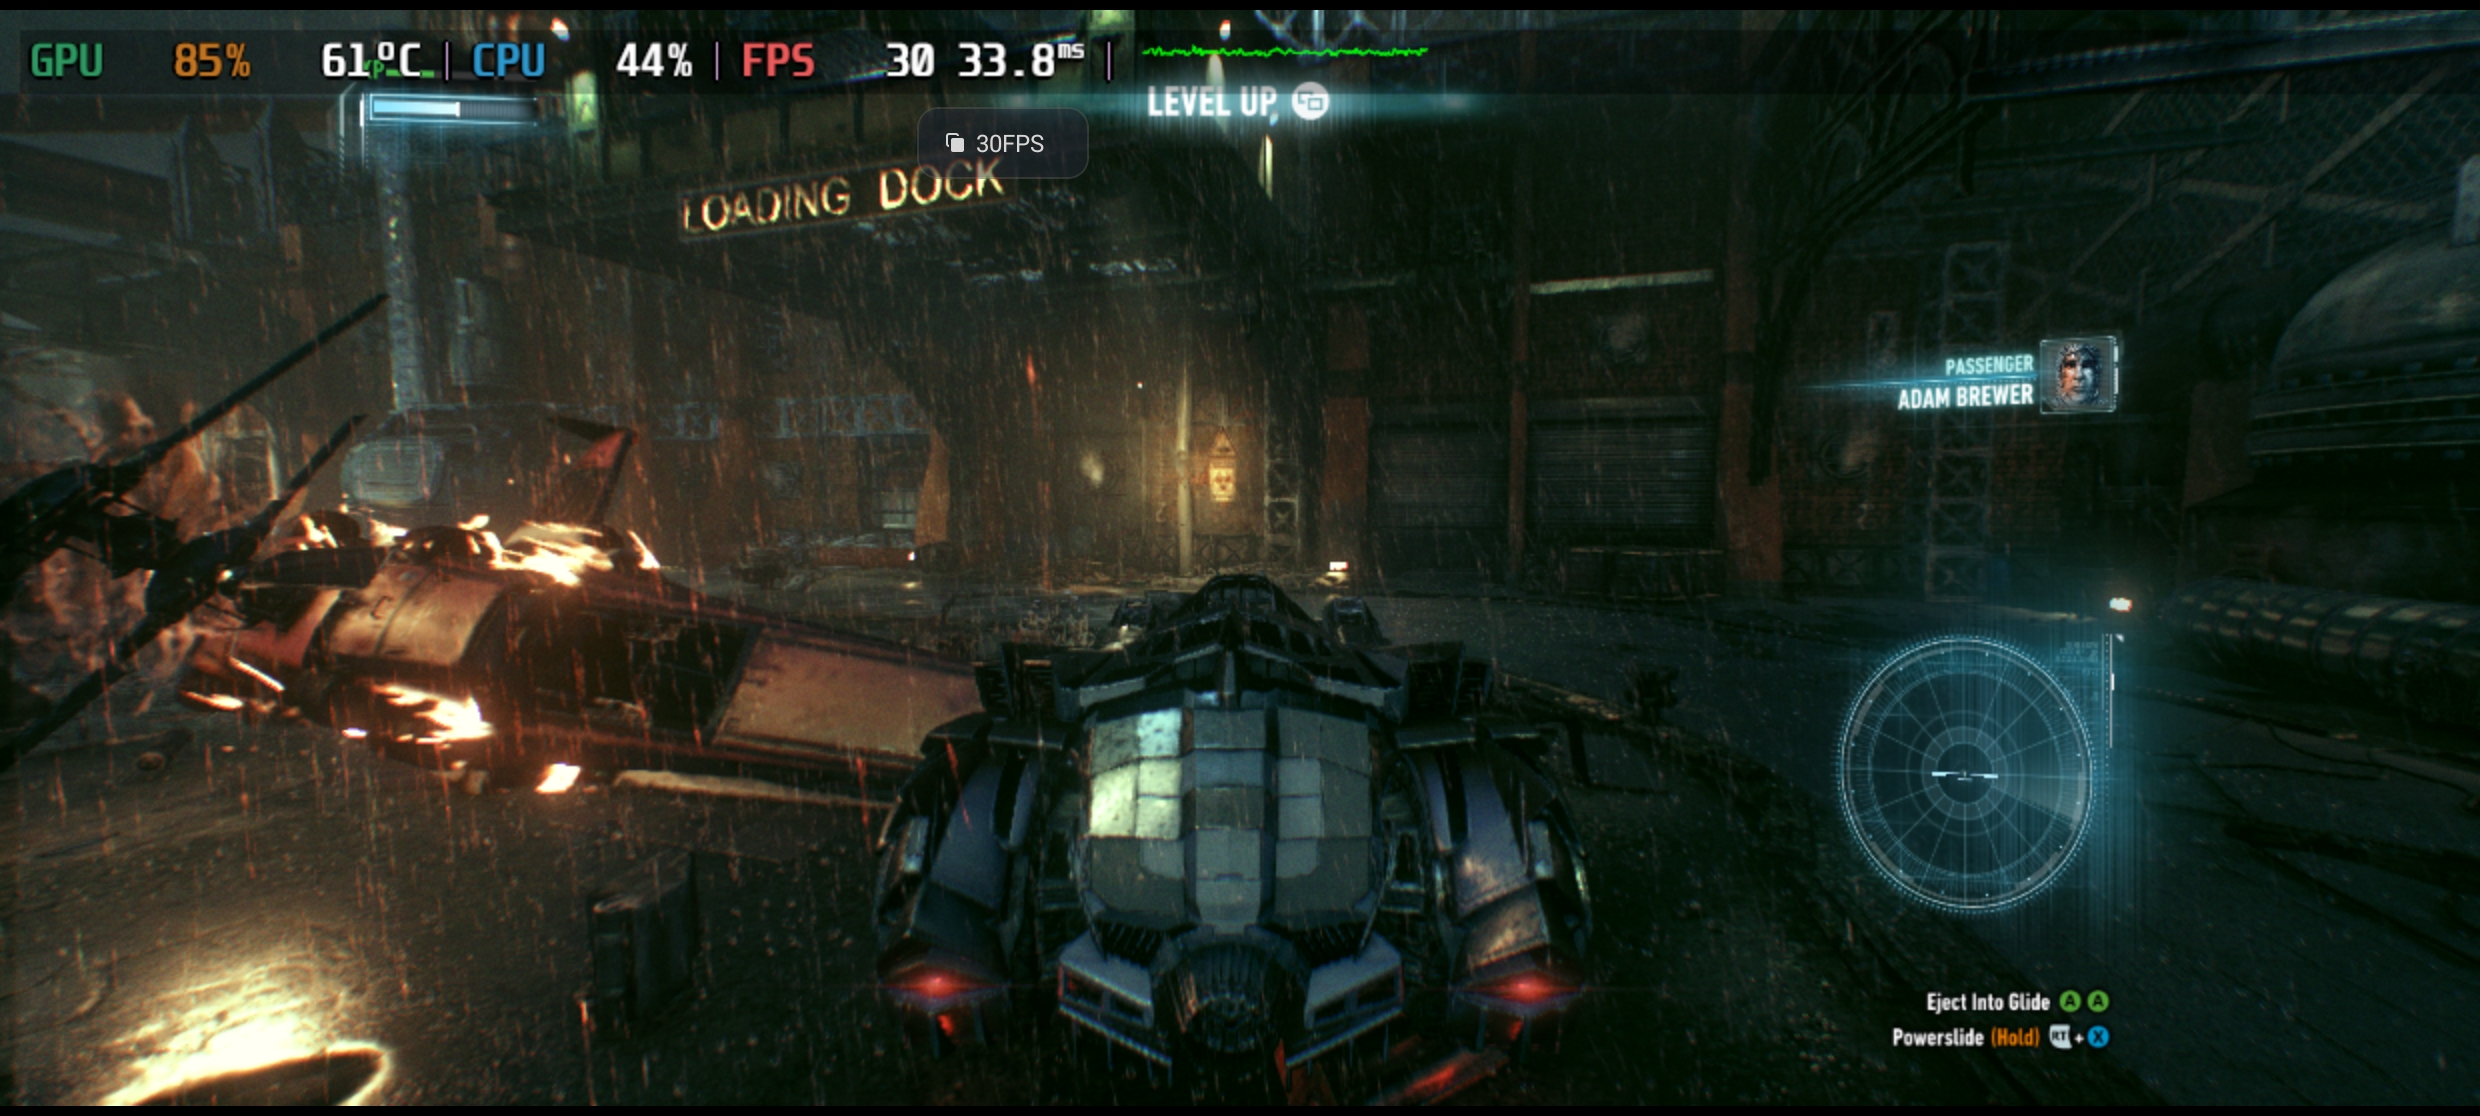 GPU 85% 61°C | CPU 44% | FPS 30 33.8ms |
LEVEL UP
30FPS
LOADING DOCK
PASSENGER
ADAM BREWER
Eject Into Glide A A
Powerslide (Hold) RT + X